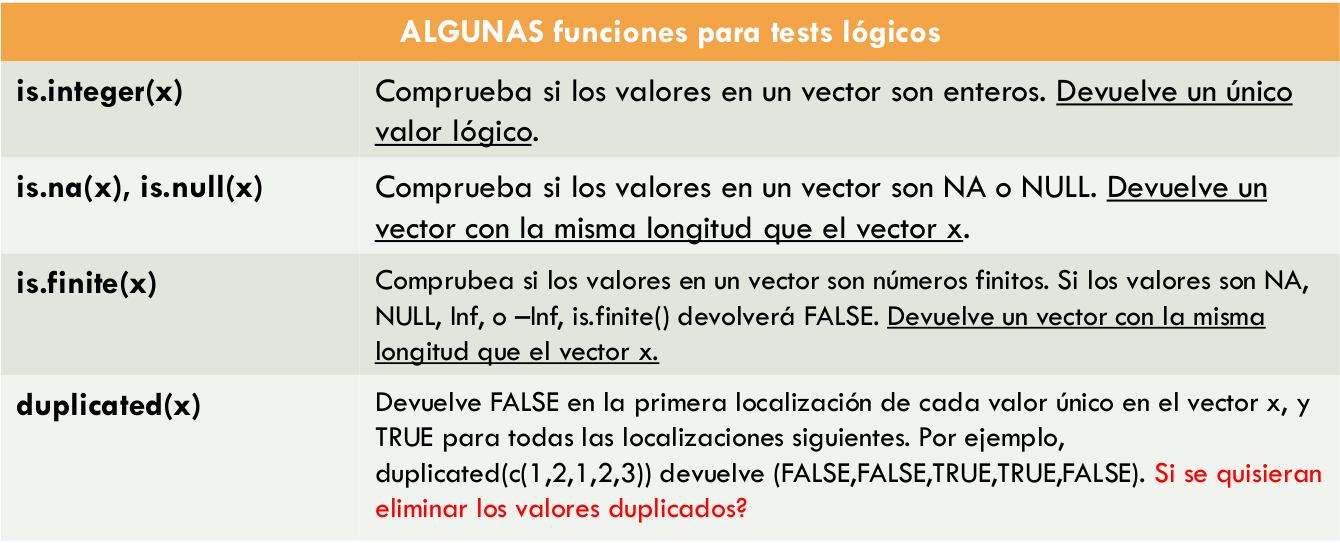 ALGUNAS funciones para tests lógicos
is.integer(x)
Comprueba si los valores en un vector son enteros. Devuelve un único
valor lógico.
is.na(x), is.null(x)
Comprueba si los valores en un vector son NA o NULL. Devuelve un
vector con la misma longitud que el vector x.
is.finite(x)
Comprubea si los valores en un vector son números finitos. Si los valores son NA,
NULL, Inf, o –Inf, is.finite() devolverá FALSE. Devuelve un vector con la misma
longitud que el vector x.
duplicated(x)
Devuelve FALSE en la primera localización de cada valor único en el vector x, y
TRUE para todas las localizaciones siguientes. Por ejemplo,
duplicated(c(1,2,1,2,3)) devuelve (FALSE,FALSE,TRUE,TRUE,FALSE). Si se quisieran
eliminar los valores duplicados?